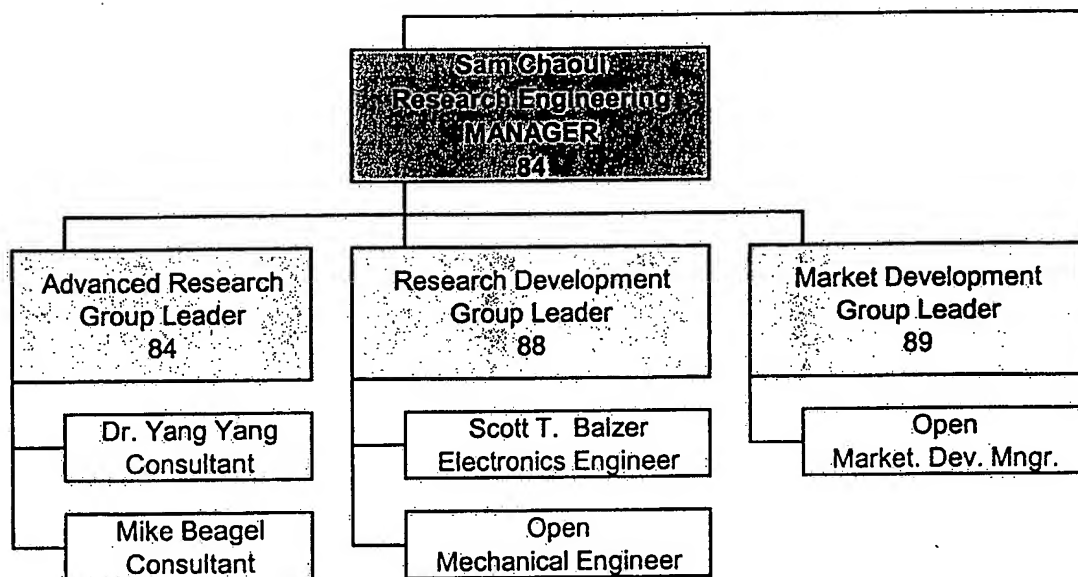 Sam Chaoui
Research Engineering
MANAGER
84
Advanced Research
Group Leader
84
Research Development
Group Leader
88
Market Development
Group Leader
89
Dr. Yang Yang
Consultant
Scott T. Balzer
Electronics Engineer
Open
Market. Dev. Mngr.
Mike Beagel
Consultant
Open
Mechanical Engineer